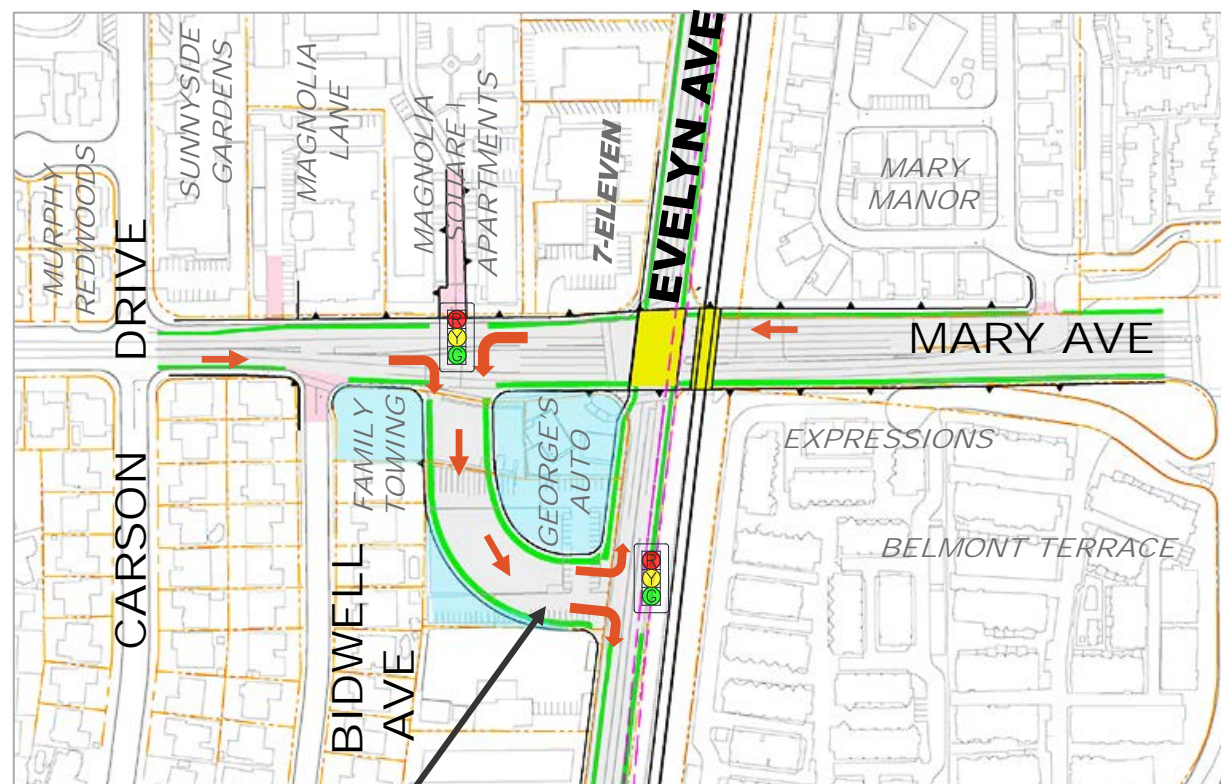 SUNNYSIDE
GARDENS
MAGNOLIA
LANE
MAGNOLIA
SQUARE I
APARTMENTS
7-ELEVEN
EVELYN AVE
MARY
MANOR
MURPHY
REDWOODS
DRIVE
CARSON
R
Y
G
MARY AVE
FAMILY
TOWING
GEORGE'S
AUTO
EXPRESSIONS
BELMONT TERRACE
R
Y
G
BIDWELL
AVE